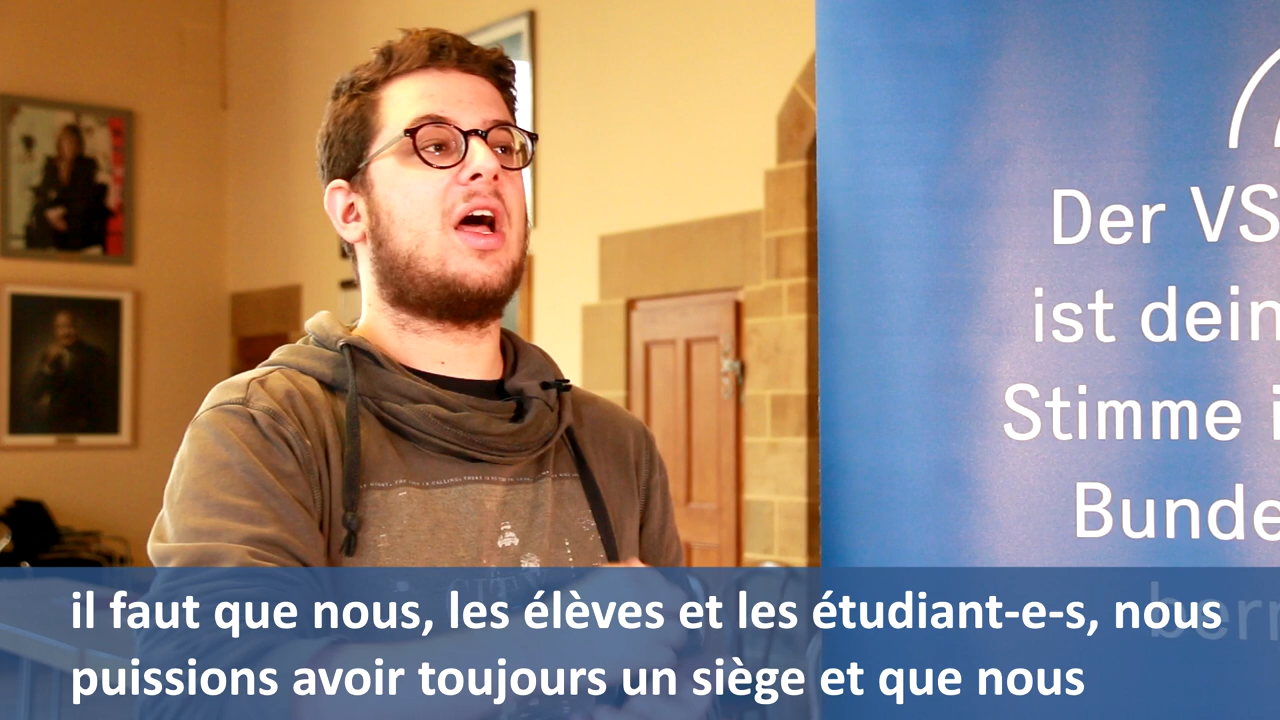 Der VS
ist dein
Stimme i
Bunde
bern
il faut que nous, les élèves et les étudiant-e-s, nous
puissions avoir toujours un siège et que nous